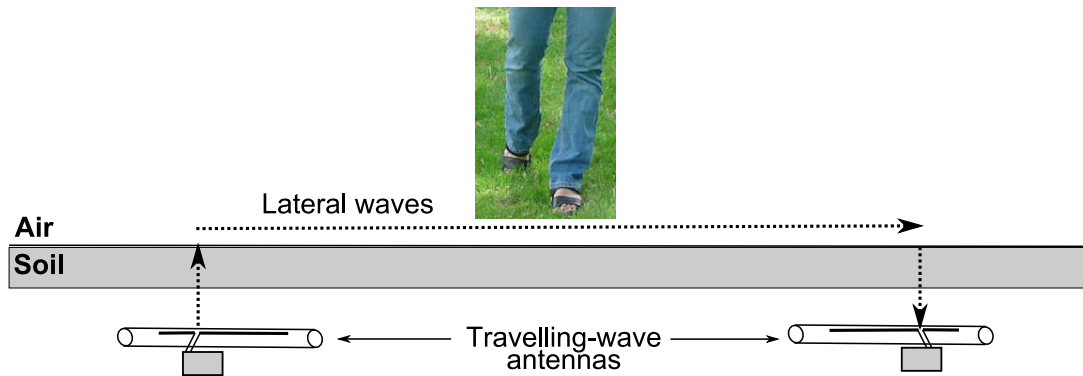 Lateral waves
Air
Soil
Travelling-wave
antennas